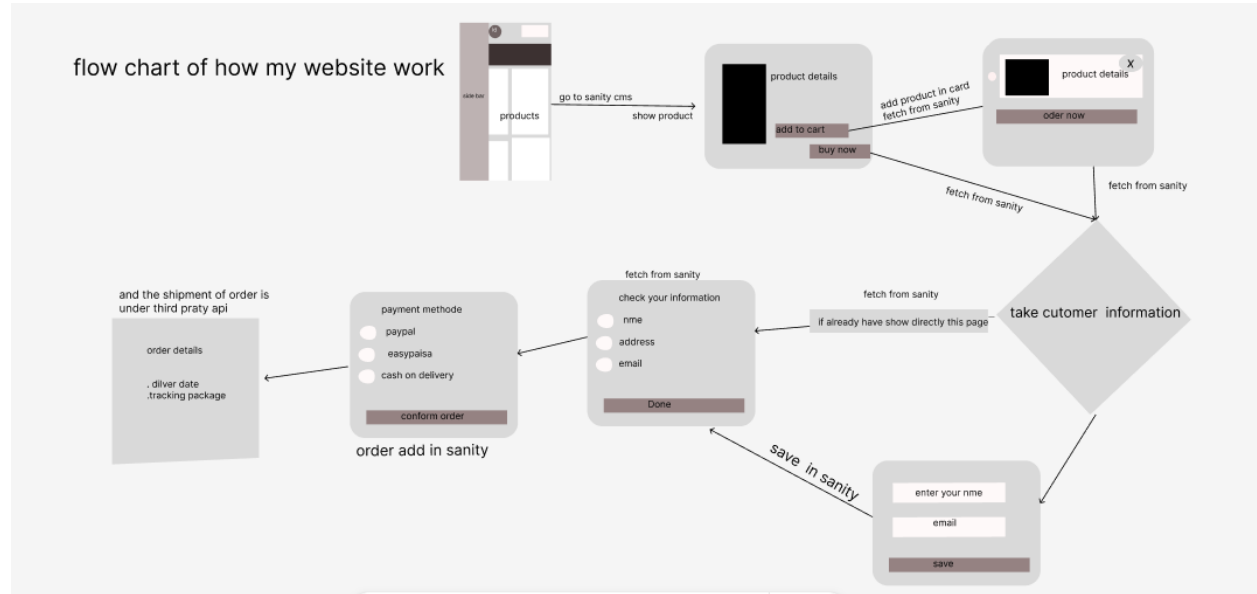 flow chart of how my website work
side bar
products
go to sanity cms
show product
product details
add to cart
buy now
add product in card
fetch from sanity
X
product details
oder now
fetch from sanity
fetch from sanity
take cutomer information
fetch from sanity
if already have show directly this page
enter your nme
email
save
save in sanity
fetch from sanity
check your information
nme
address
email
Done
payment methode
paypal
easypaisa
cash on delivery
conform order
order add in sanity
and the shipment of order is
under third praty api
order details
. dilver date
.tracking package